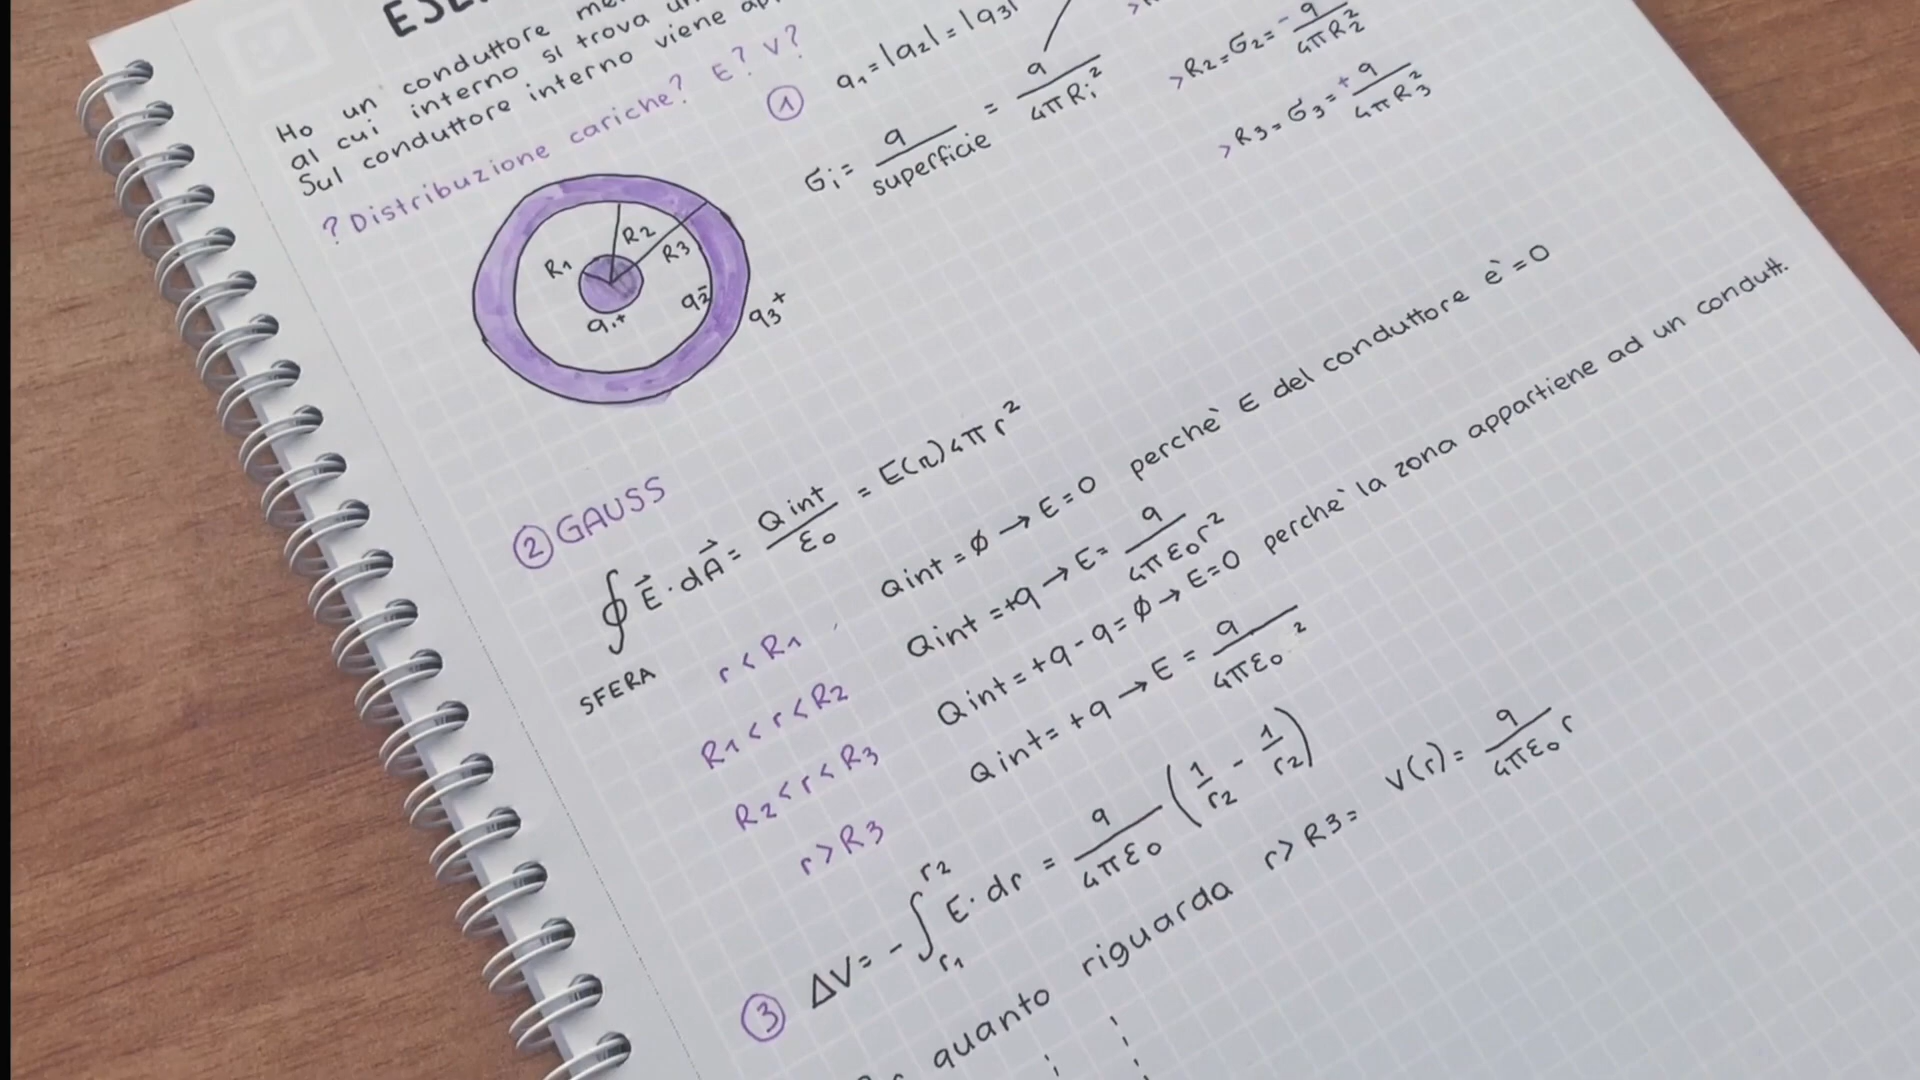 Ho un conduttore
al cui interno si trova
Sul conduttore interno viene
? Distribuzione cariche? E? V?
R1
R2
R3
q1+
q2-
q3+
① q1=|q2|=|q3|
σi= q/superficie = q/4πRi²
> R2=σ2=-q/4πR2²
> R3=σ3=+q/4πR3²
② GAUSS
∮E⃗·dA⃗= Qint/ε0 = E(r)4πr²
SFERA
r<R1 Qint=ϕ→E=0 perchè E del conduttore è=0
R1<r<R2 Qint=+q→E= q/4πε0r²
R2<r<R3 Qint=+q-q=ϕ→E=0 perchè la zona appartiene ad un condutt.
r>R3 Qint=+q→E= q/4πε0 ²
③ ΔV=-∫r1 r2 E·dr = q/4πε0 (1/r2 - 1/r2)
quanto riguarda r>R3= V(r)= q/4πε0r